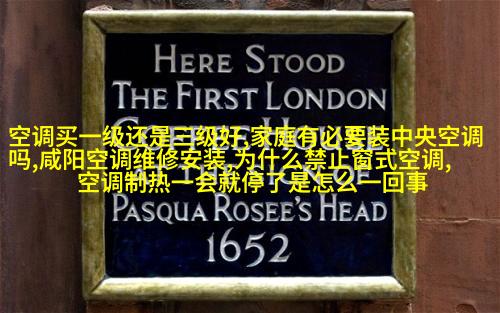 HERE STOOD
THE FIRST LONDON
空调买一级还是三级好,家庭有必要装中央空调
吗,咸阳空调维修安装,为什么禁止窗式空调,
空调制热一会就停了是怎么一回事
PASQUA ROSEE'S HEAD
1652